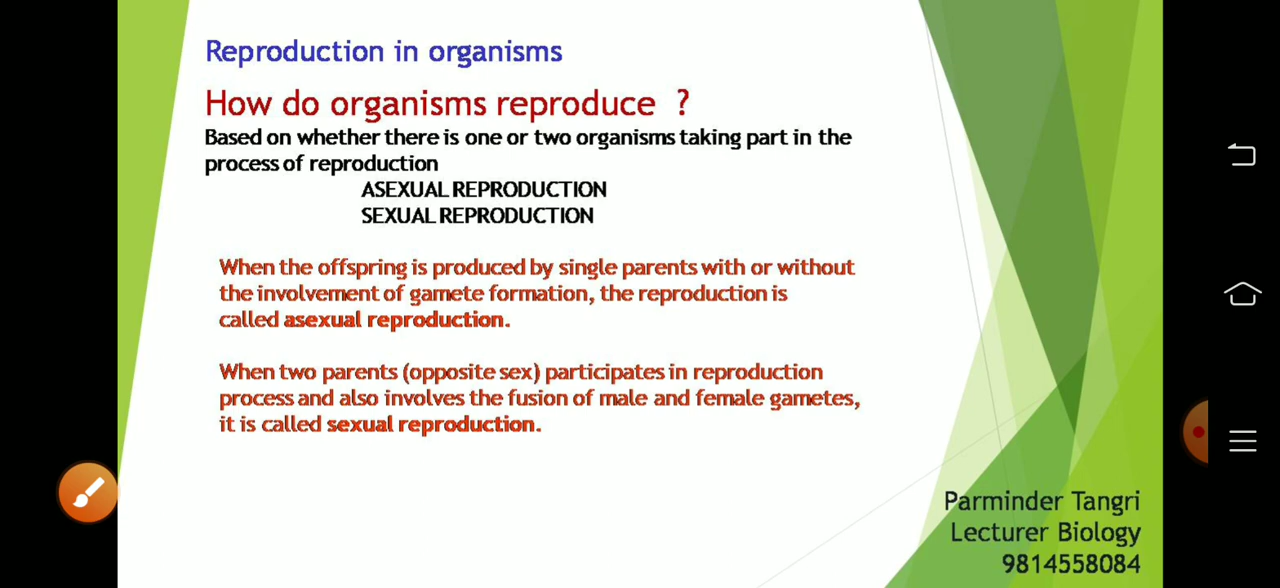 Reproduction in organisms
How do organisms reproduce ?
Based on whether there is one or two organisms taking part in the
process of reproduction
ASEXUAL REPRODUCTION
SEXUAL REPRODUCTION
When the offspring is produced by single parents with or without
the involvement of gamete formation, the reproduction is
called asexual reproduction.
When two parents (opposite sex) participates in reproduction
process and also involves the fusion of male and female gametes,
it is called sexual reproduction.
Parminder Tangri
Lecturer Biology
9814558084